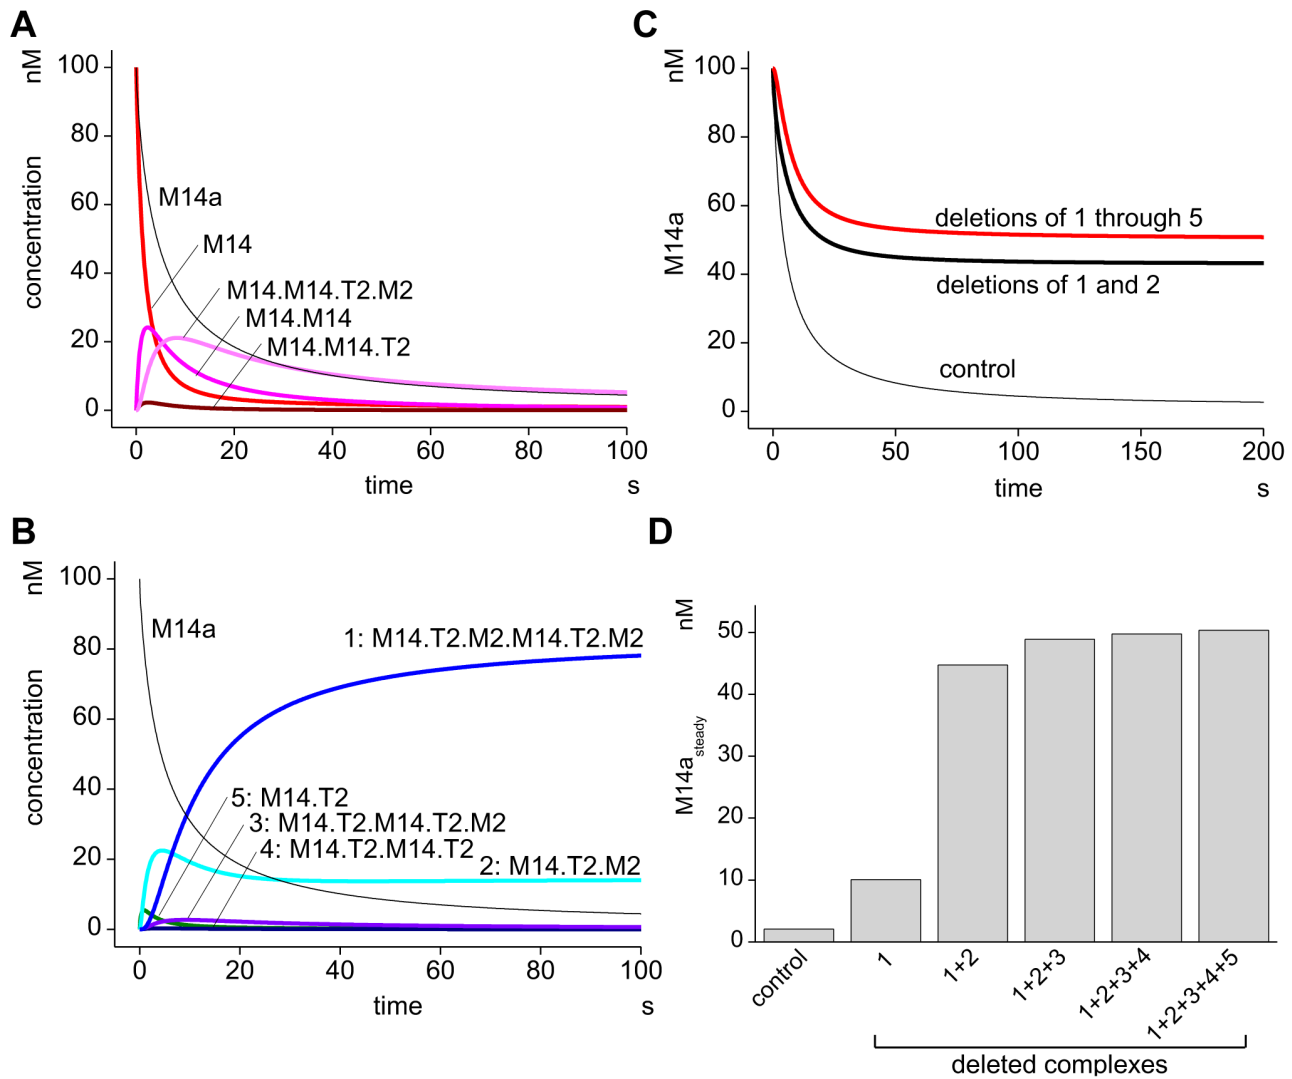 A
nM
concentration
100
80
60
40
20
0
M14a
M14
M14.M14.T2.M2
M14.M14
M14.M14.T2
0 20 40 60 80 100
time s
C
nM
M14a
100
80
60
40
20
0
deletions of 1 through 5
deletions of 1 and 2
control
0 50 100 150 200
time s
B
nM
concentration
100
80
60
40
20
0
M14a
1: M14.T2.M2.M14.T2.M2
5: M14.T2
3: M14.T2.M14.T2.M2
4: M14.T2.M14.T2
2: M14.T2.M2
0 20 40 60 80 100
time s
D
nM
M14a steady
50
40
30
20
10
0
control
1
1+2
1+2+3
1+2+3+4
1+2+3+4+5
deleted complexes